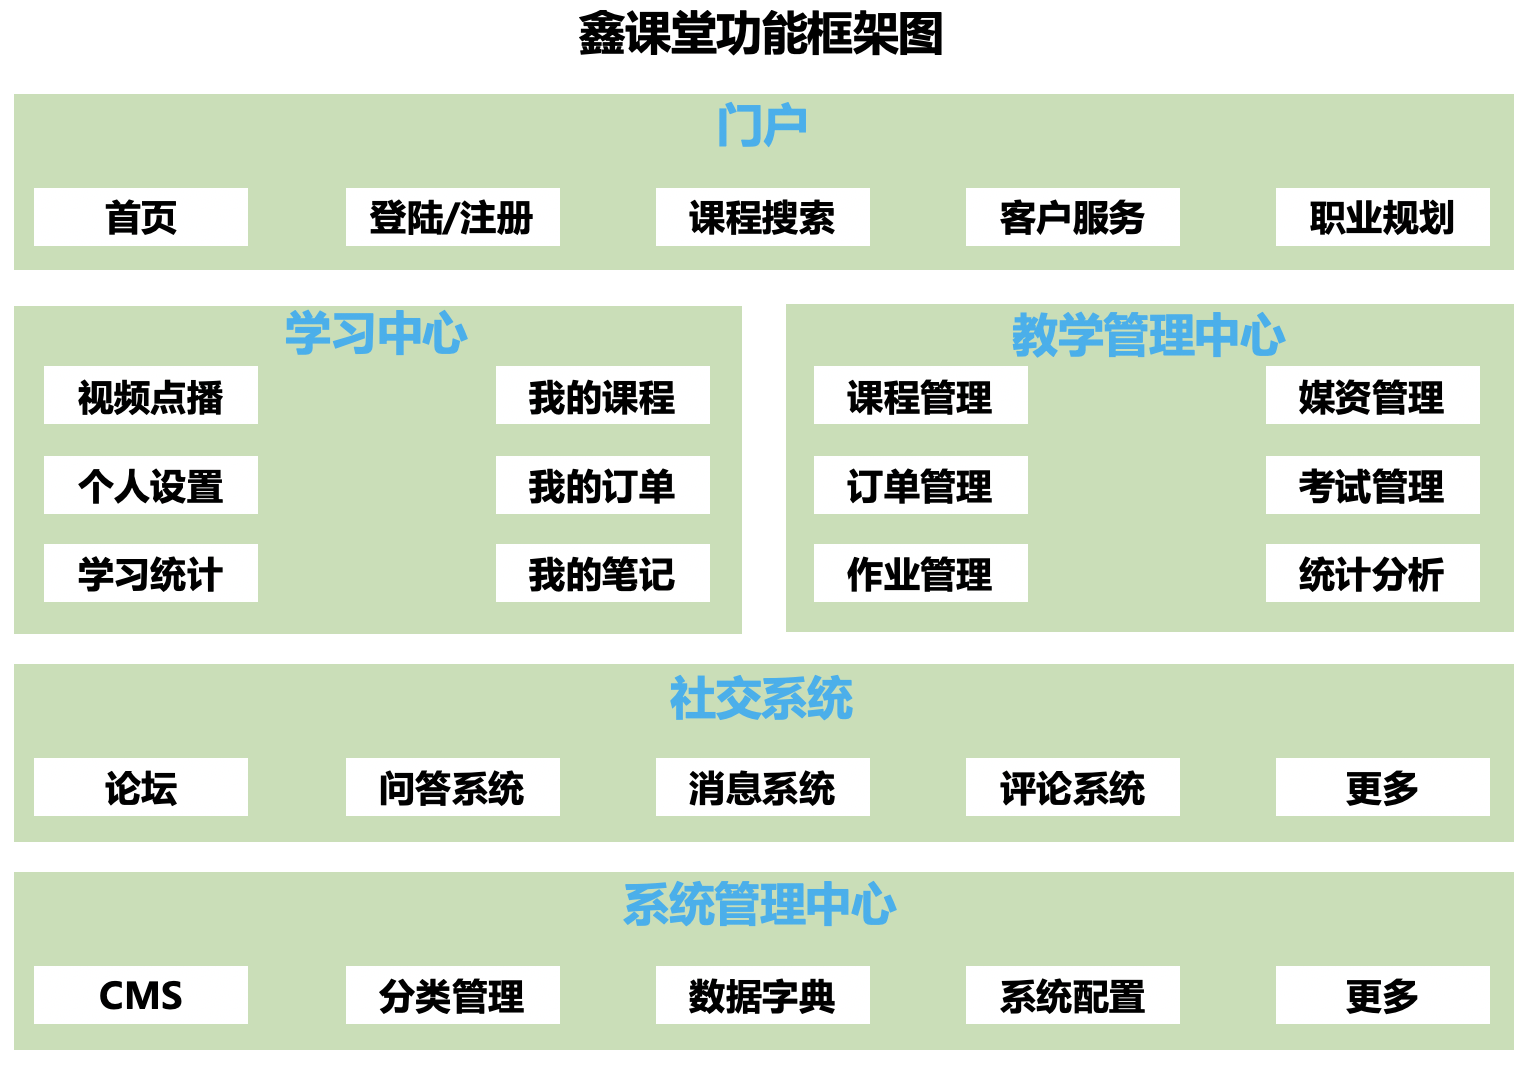 鑫课堂功能框架图
门户
首页
登陆/注册
课程搜索
客户服务
职业规划
学习中心
视频点播
我的课程
个人设置
我的订单
学习统计
我的笔记
教学管理中心
课程管理
媒资管理
订单管理
考试管理
作业管理
统计分析
社交系统
论坛
问答系统
消息系统
评论系统
更多
系统管理中心
CMS
分类管理
数据字典
系统配置
更多